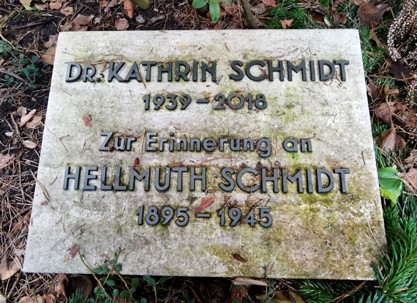 DR. KATHRIN SCHMIDT
1939 – 2018
Zur Erinnerung an
HELLMUTH SCHMIDT
1895 – 1945